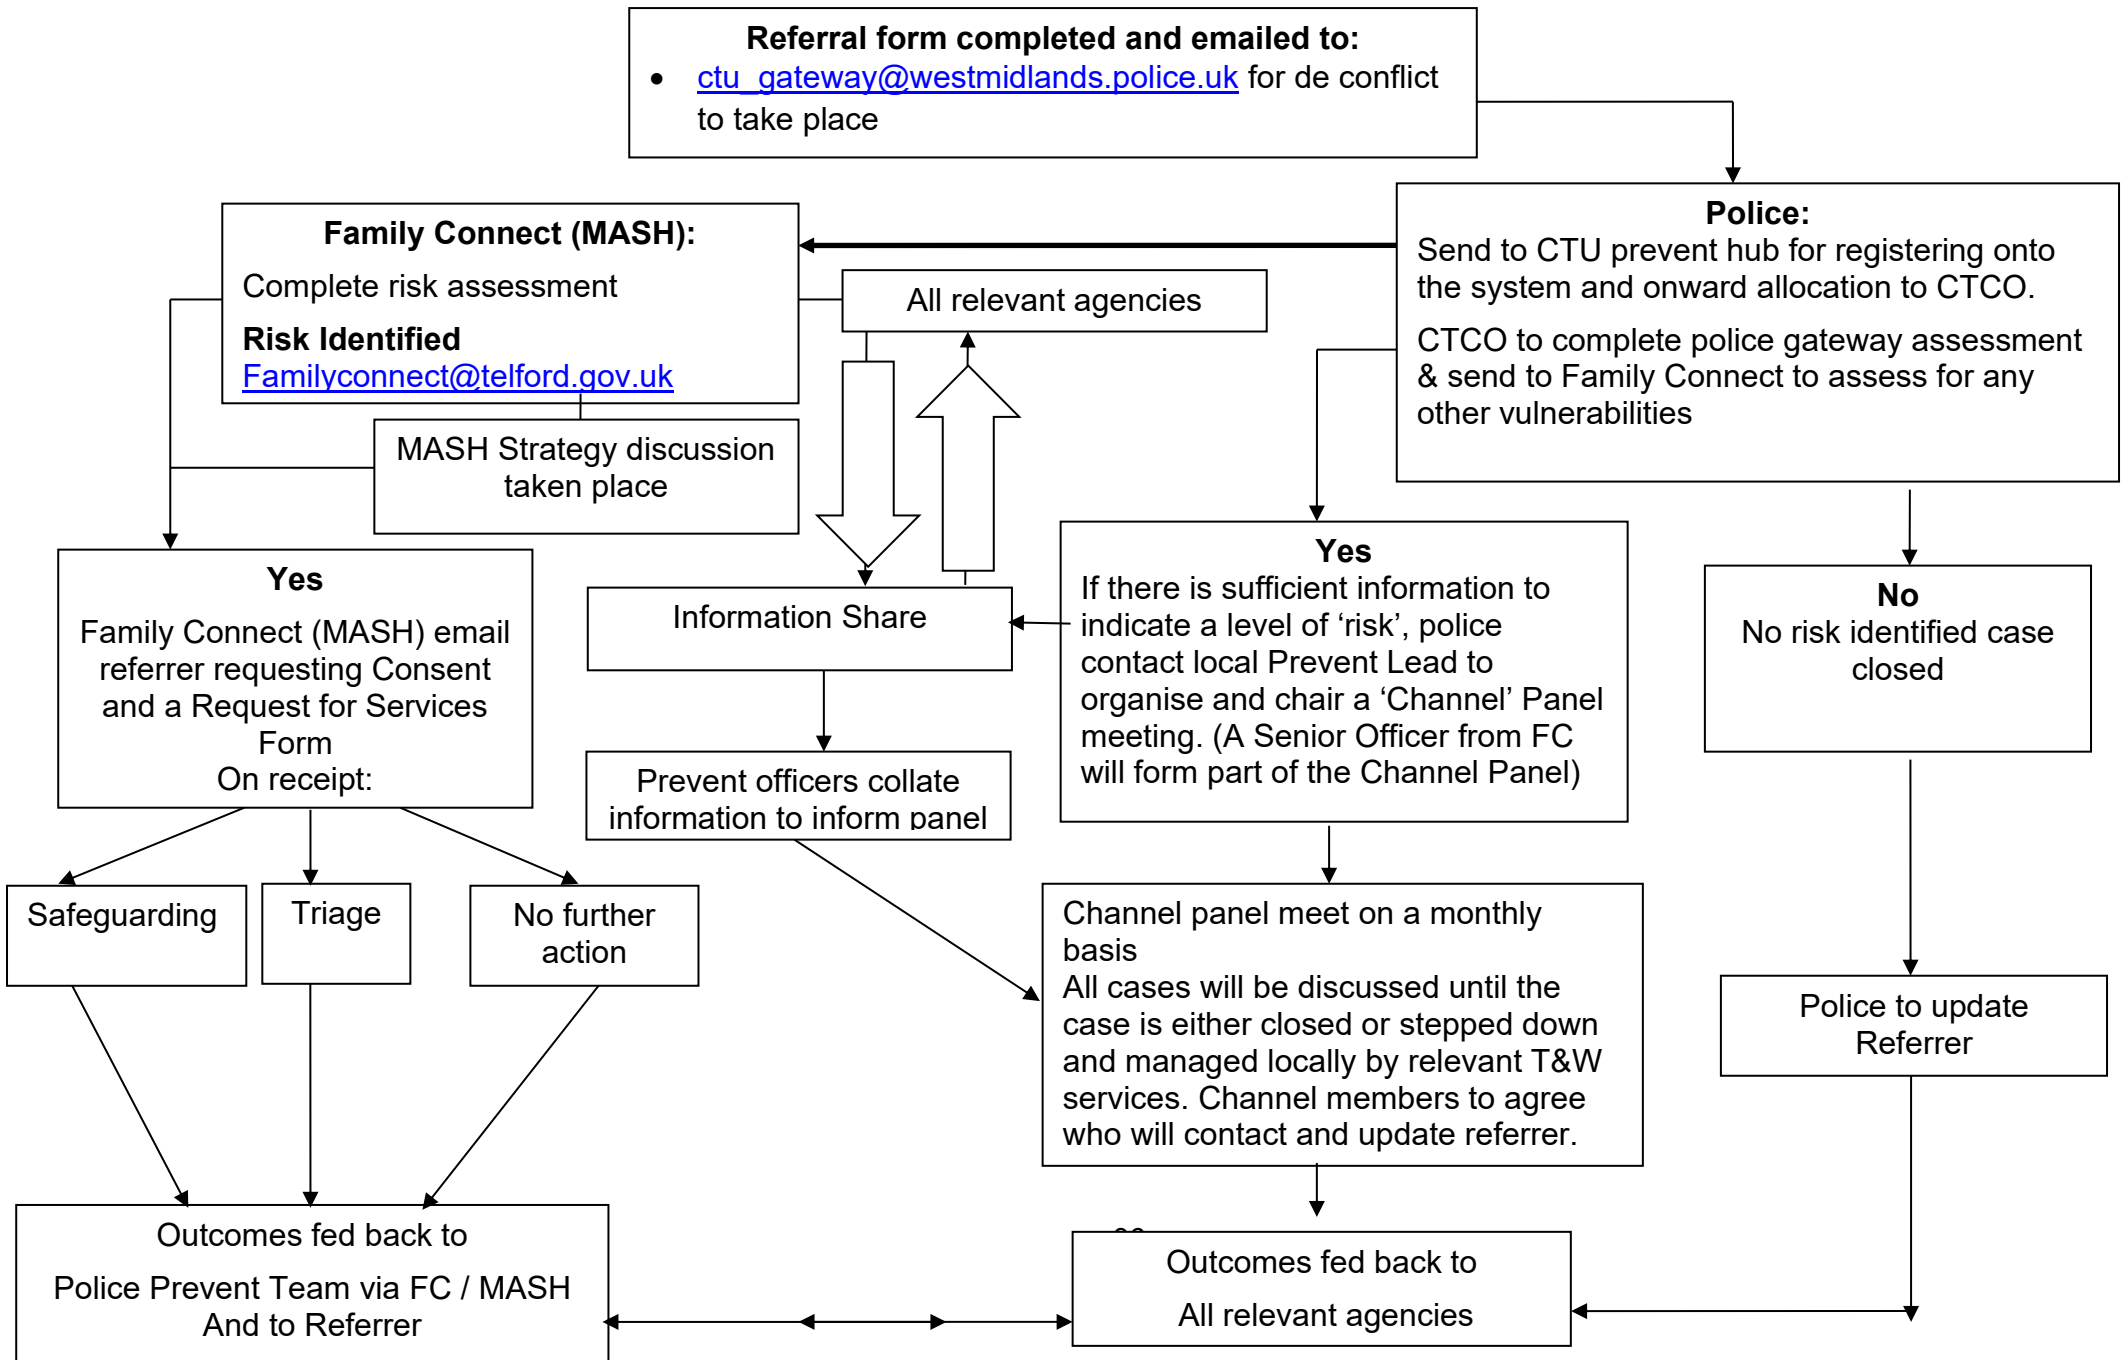 Referral form completed and emailed to:
• ctu_gateway@westmidlands.police.uk for de conflict
to take place
Police:
Send to CTU prevent hub for registering onto
the system and onward allocation to CTCO.
CTCO to complete police gateway assessment
& send to Family Connect to assess for any
other vulnerabilities
Family Connect (MASH):
Complete risk assessment
Risk Identified
Familyconnect@telford.gov.uk
All relevant agencies
MASH Strategy discussion
taken place
Yes
Family Connect (MASH) email
referrer requesting Consent
and a Request for Services
Form
On receipt:
Information Share
Yes
If there is sufficient information to
indicate a level of ‘risk’, police
contact local Prevent Lead to
organise and chair a ‘Channel’ Panel
meeting. (A Senior Officer from FC
will form part of the Channel Panel)
No
No risk identified case
closed
Prevent officers collate
information to inform panel
Safeguarding
Triage
No further
action
Channel panel meet on a monthly
basis
All cases will be discussed until the
case is either closed or stepped down
and managed locally by relevant T&W
services. Channel members to agree
who will contact and update referrer.
Police to update
Referrer
Outcomes fed back to
Police Prevent Team via FC / MASH
And to Referrer
Outcomes fed back to
All relevant agencies